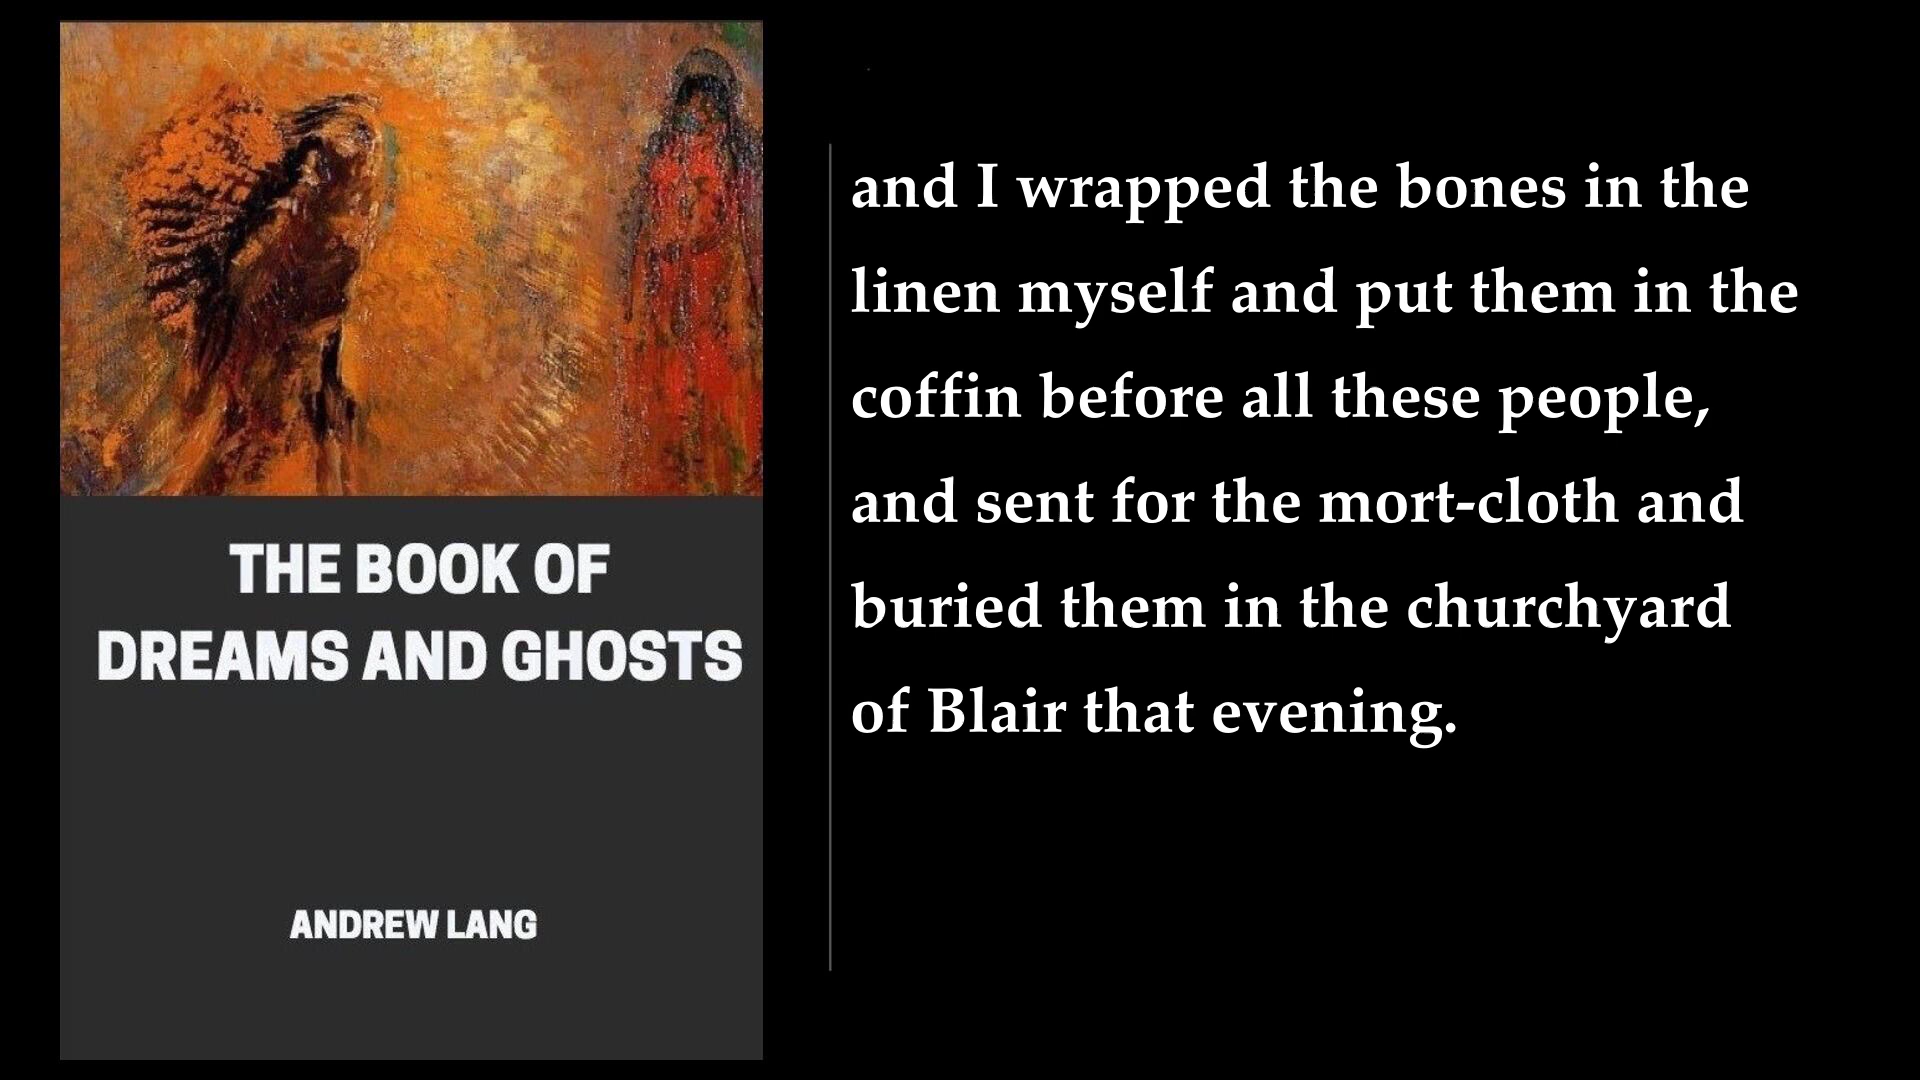 THE BOOK OF
DREAMS AND GHOSTS
ANDREW LANG
and I wrapped the bones in the
linen myself and put them in the
coffin before all these people,
and sent for the mort-cloth and
buried them in the churchyard
of Blair that evening.